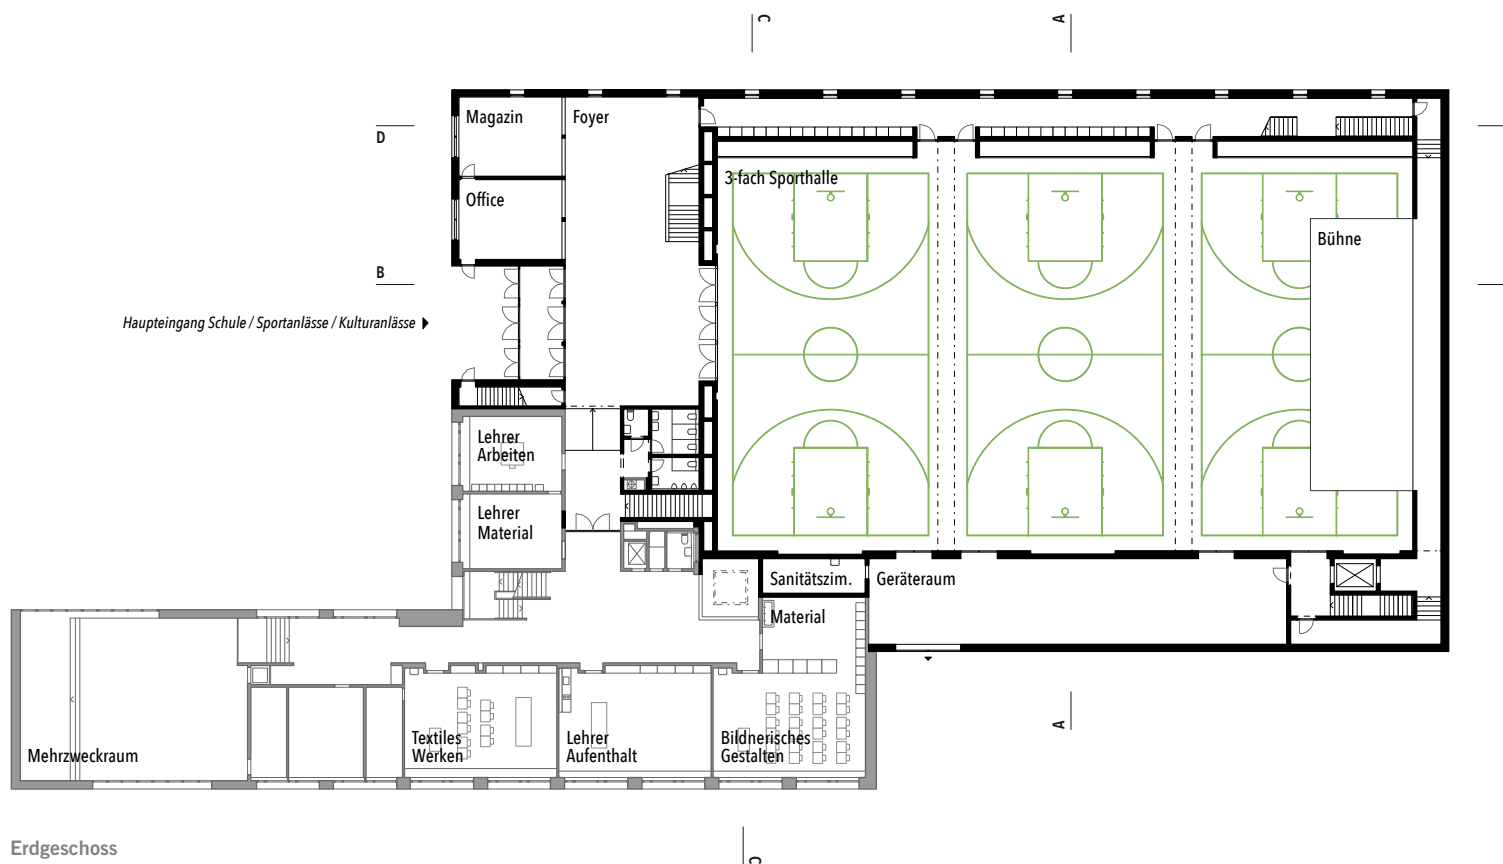 C
A
Magazin
Foyer
D
3-fach Sporthalle
Office
Bühne
B
Haupteingang Schule / Sportanlässe / Kulturanlässe
Lehrer
Arbeiten
Lehrer
Material
Sanitätszim.
Geräteraum
Material
A
Textiles
Werken
Lehrer
Aufenthalt
Bildnerisches
Gestalten
Mehrzweckraum
Erdgeschoss
C